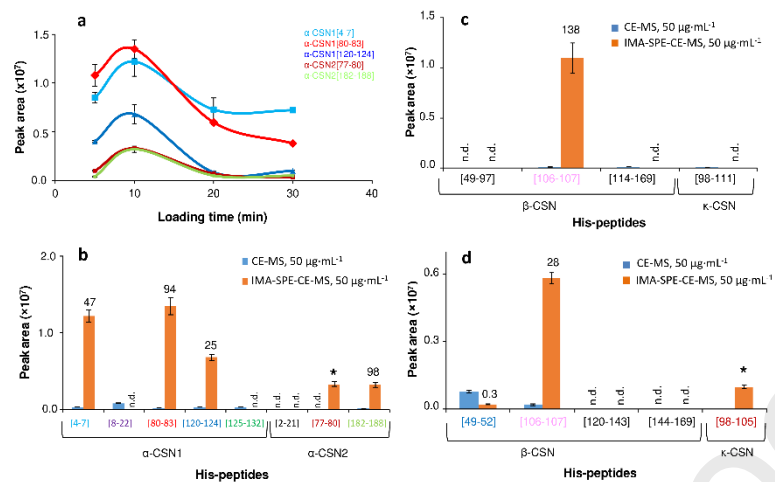 a
α-CSN1[4-7]
α-CSN1[80-83]
α-CSN1[120-124]
α-CSN2[77-80]
α-CSN2[182-188]
Peak area (×10⁷)
1.5
1.0
0.5
0.0
0 10 20 30 40
Loading time (min)
b
CE-MS, 50 µg·mL⁻¹
IMA-SPE-CE-MS, 50 µg·mL⁻¹
Peak area (×10⁷)
2.0
1.0
0.0
47 n.d. 94 25 n.d. n.d. n.d. n.d. * 98
[4-7] [8-22] [80-83] [120-124] [125-132] [2-21] [77-80] [182-188]
α-CSN1 α-CSN2
His-peptides
c
CE-MS, 50 µg·mL⁻¹
IMA-SPE-CE-MS, 50 µg·mL⁻¹
Peak area (×10⁷)
1.5
1.0
0.5
0.0
n.d. n.d. 138 n.d. n.d.
[49-97] [106-107] [114-169] [98-111]
β-CSN κ-CSN
His-peptides
d
CE-MS, 50 µg·mL⁻¹
IMA-SPE-CE-MS, 50 µg·mL⁻¹
Peak area (×10⁷)
0.6
0.3
0.0
0.3 28 n.d. n.d. n.d. n.d. n.d. *
[49-52] [106-107] [120-143] [144-169] [98-105]
β-CSN κ-CSN
His-peptides